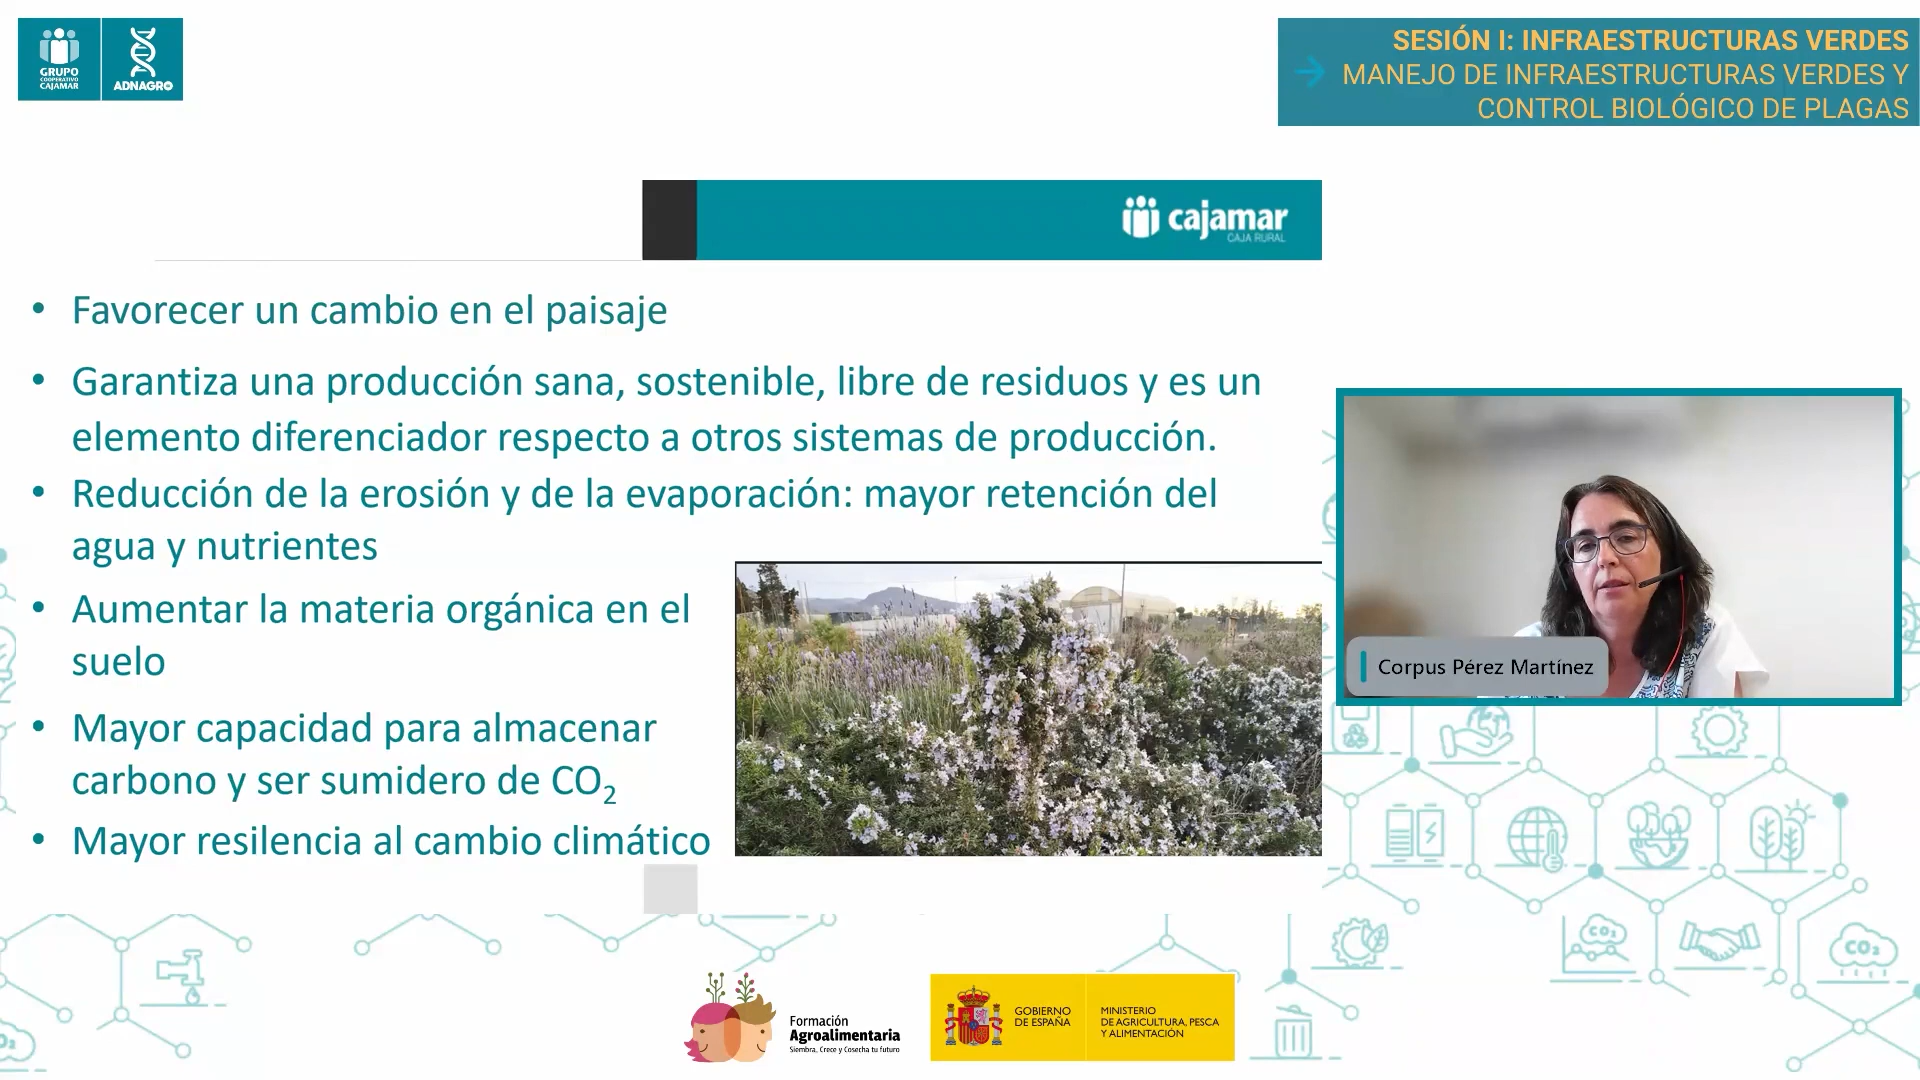 GRUPO
COOPERATIVO
CAJAMAR
ADNAGRO
SESIÓN I: INFRAESTRUCTURAS VERDES
MANEJO DE INFRAESTRUCTURAS VERDES Y
CONTROL BIOLÓGICO DE PLAGAS
cajamar
CAJA RURAL
• Favorecer un cambio en el paisaje
• Garantiza una producción sana, sostenible, libre de residuos y es un
elemento diferenciador respecto a otros sistemas de producción.
• Reducción de la erosión y de la evaporación: mayor retención del
agua y nutrientes
• Aumentar la materia orgánica en el
suelo
• Mayor capacidad para almacenar
carbono y ser sumidero de CO₂
• Mayor resilencia al cambio climático
Corpus Pérez Martínez
CO₂
CO₂
Formación
Agroalimentaria
Siembra, Crece y Cosecha tu futuro
GOBIERNO
DE ESPAÑA
MINISTERIO
DE AGRICULTURA, PESCA
Y ALIMENTACIÓN